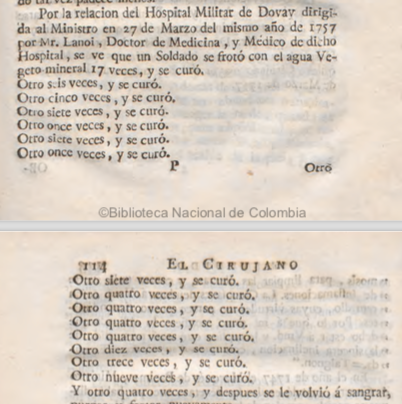 Por la relacion del Hospital Militar de Dovay dirigi-
da al Ministro en 27 de Marzo del mismo año de 1757
por Mr. Lanoi, Doctor de Medicina, y Médico de dicho
Hospital, se ve que un Soldado se frotó con el agua Ve-
geto mineral 17 veces, y se curó.
Otro seis veces, y se curó.
Otro cinco veces, y se curó.
Otro siete veces, y se curó.
Otro once veces, y se curó.
Otro siete veces, y se curó.
Otro once veces, y se curó.
P Otro
©Biblioteca Nacional de Colombia
EL CIRUJANO
Otro siete veces, y se curó.
Otro quatro veces, y se curó.
Otro quatro veces, y se curó.
Otro quatro veces, y se curó.
Otro quatro veces, y se curó.
Otro diez veces, y se curó.
Otro trece veces, y se curó.
Otro nueve veces, y se curó.
Y otro quatro veces, y despues se le volvió á sangrar,